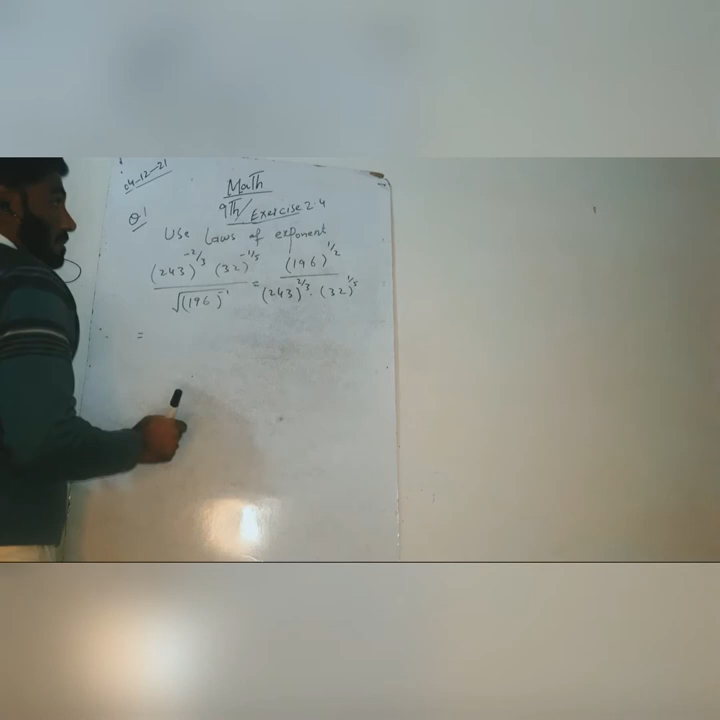 04-12-21
Math
Q1 9Th/Exercise 2.4
Use laws of exponent
(243)^{-2/3} (32)^{-1/5} / √(196)^{-1} = (196)^{1/2} / (243)^{2/3} . (32)^{1/5}
=